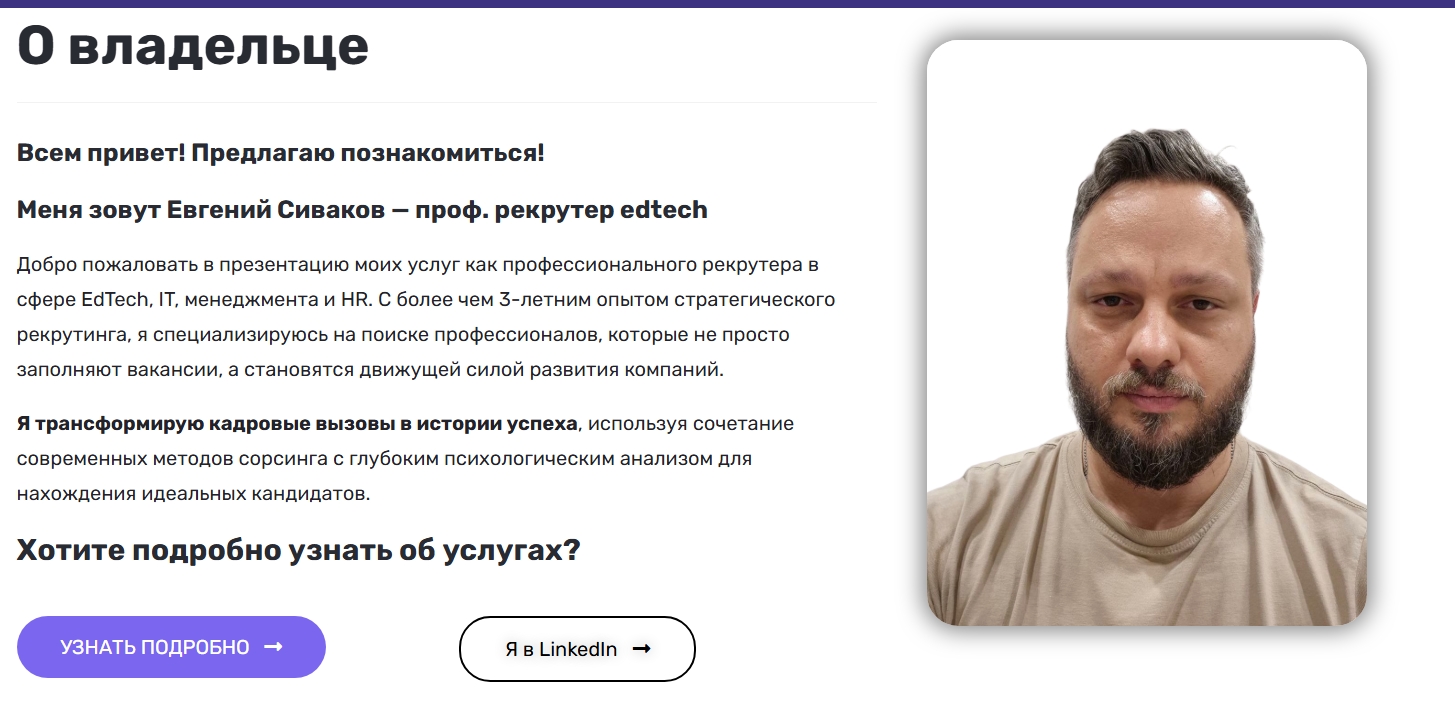 О владельце
Всем привет! Предлагаю познакомиться!
Меня зовут Евгений Сиваков — проф. рекрутер edtech
Добро пожаловать в презентацию моих услуг как профессионального рекрутера в
сфере EdTech, IT, менеджмента и HR. С более чем 3-летним опытом стратегического
рекрутинга, я специализируюсь на поиске профессионалов, которые не просто
заполняют вакансии, а становятся движущей силой развития компаний.
Я трансформирую кадровые вызовы в истории успеха, используя сочетание
современных методов сорсинга с глубоким психологическим анализом для
нахождения идеальных кандидатов.
Хотите подробно узнать об услугах?
УЗНАТЬ ПОДРОБНО →
Я в LinkedIn →